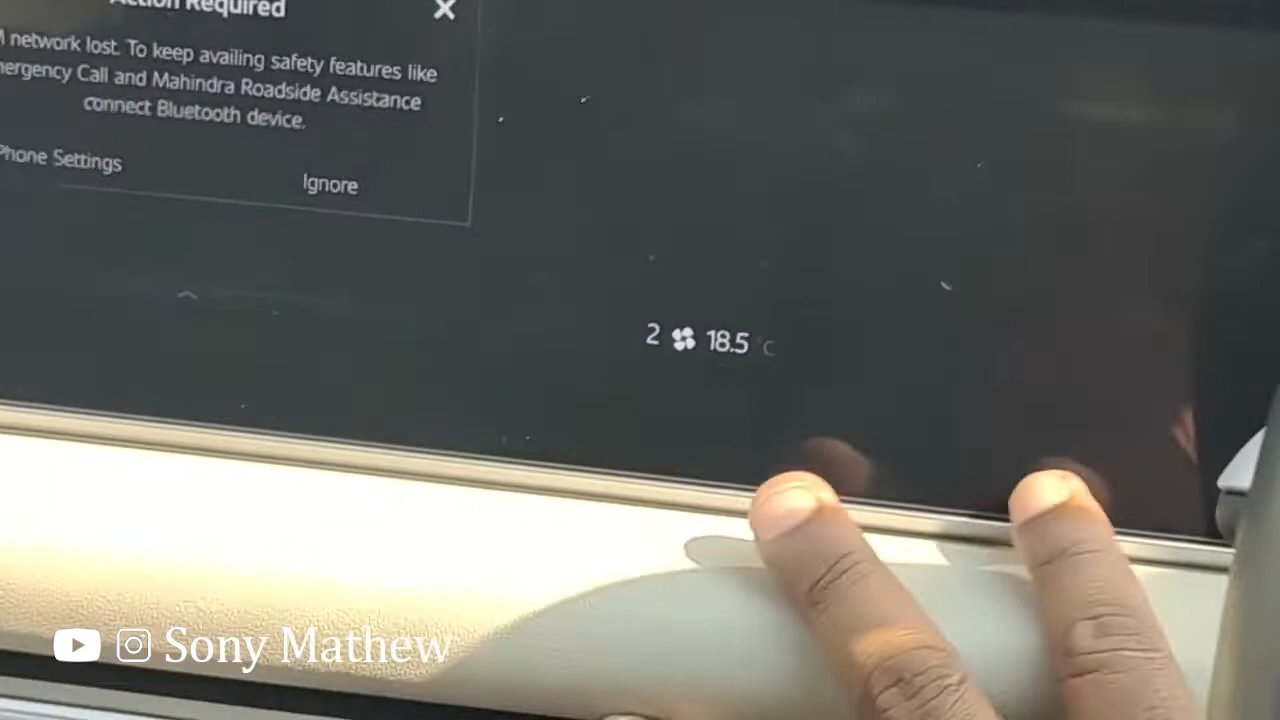 Action Required
network lost. To keep availing safety features like
Call and Mahindra Roadside Assistance
connect Bluetooth device.
Phone Settings
Ignore
2 18.5 °C
Sony Mathew